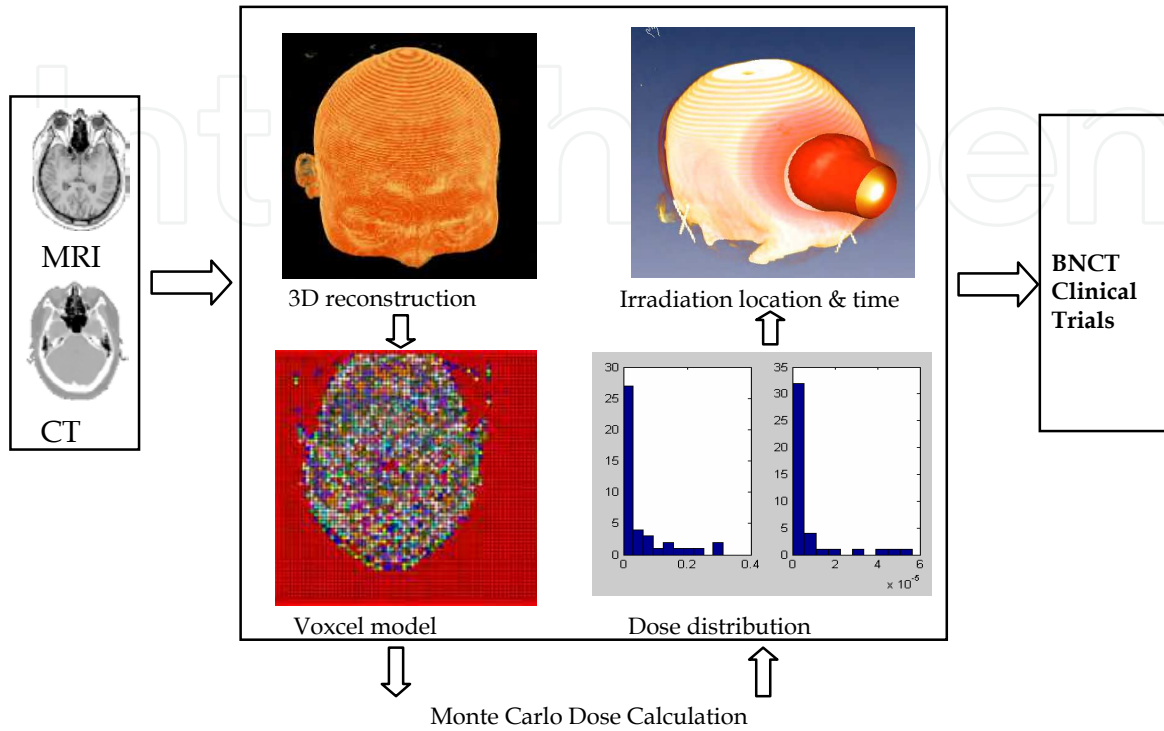 MRI
CT
3D reconstruction
Irradiation location & time
Voxcel model
Dose distribution
30
25
20
15
10
5
0
0
0.2
0.4
35
30
25
20
15
10
5
0
0
2
4
6
x 10⁻⁵
Monte Carlo Dose Calculation
BNCT
Clinical
Trials